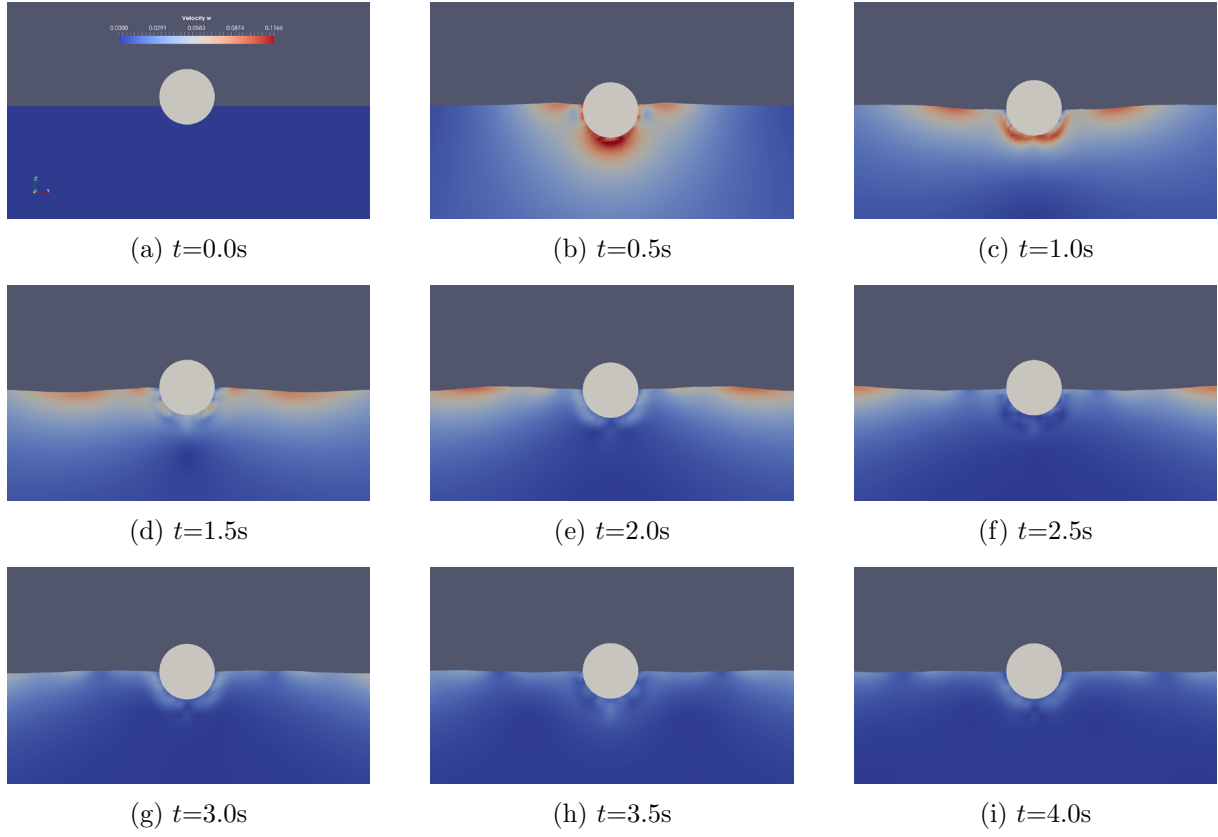 Velocity w
0.0000 0.0291 0.0583 0.0874 0.1166
(a) t=0.0s
(b) t=0.5s
(c) t=1.0s
(d) t=1.5s
(e) t=2.0s
(f) t=2.5s
(g) t=3.0s
(h) t=3.5s
(i) t=4.0s